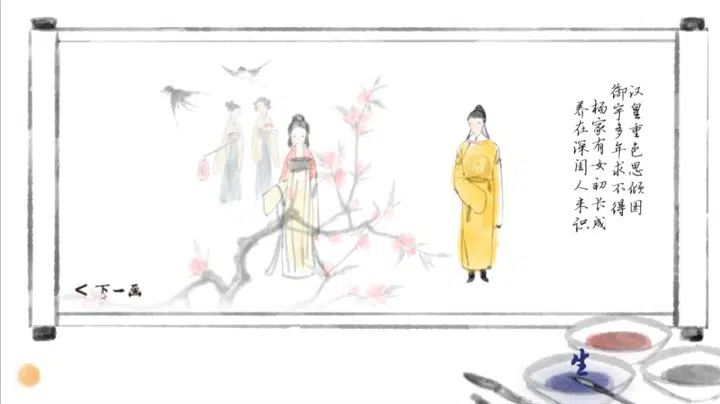 汉皇重色思倾国
御宇多年求不得
杨家有女初长成
养在深闺人未识
< 下一画
生